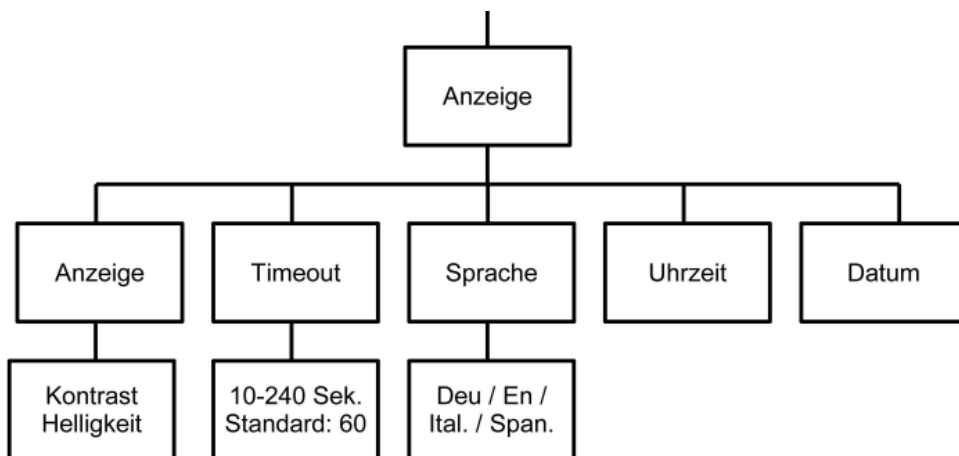 Anzeige
Anzeige
Timeout
Sprache
Uhrzeit
Datum
Kontrast
Helligkeit
10-240 Sek.
Standard: 60
Deu / En /
Ital. / Span.